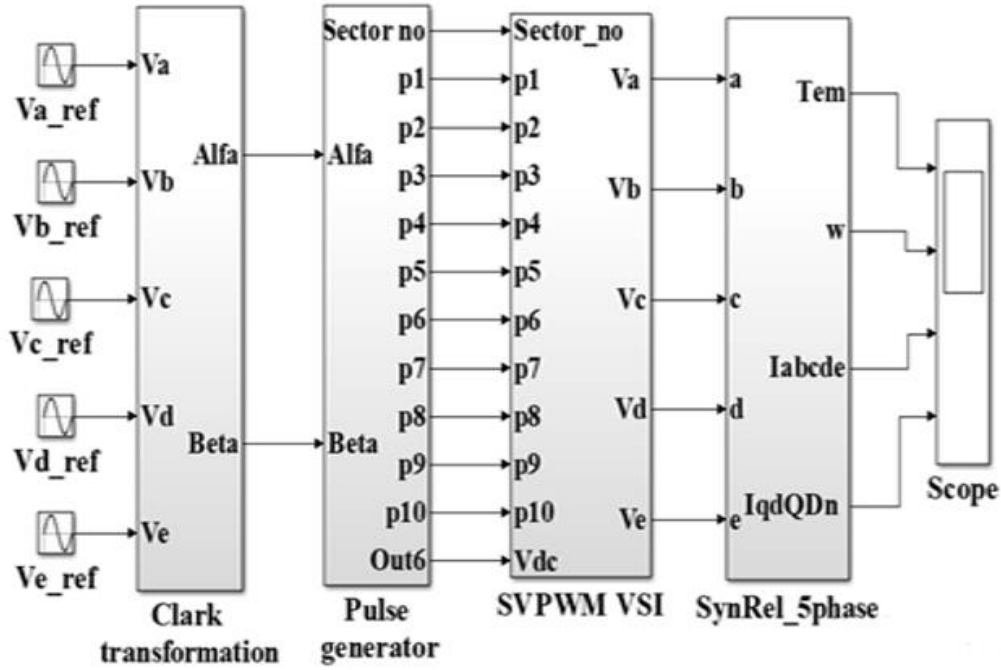 Va_ref
Vb_ref
Vc_ref
Vd_ref
Ve_ref
Va
Vb
Vc
Vd
Ve
Alfa
Beta
Clark
transformation
Alfa
Beta
Sector no
p1
p2
p3
p4
p5
p6
p7
p8
p9
p10
Out6
Pulse
generator
Sector_no
p1
p2
p3
p4
p5
p6
p7
p8
p9
p10
Vdc
Va
Vb
Vc
Vd
Ve
SVPWM VSI
a
b
c
d
e
Tem
w
Iabcde
IqdQDn
SynRel_5phase
Scope